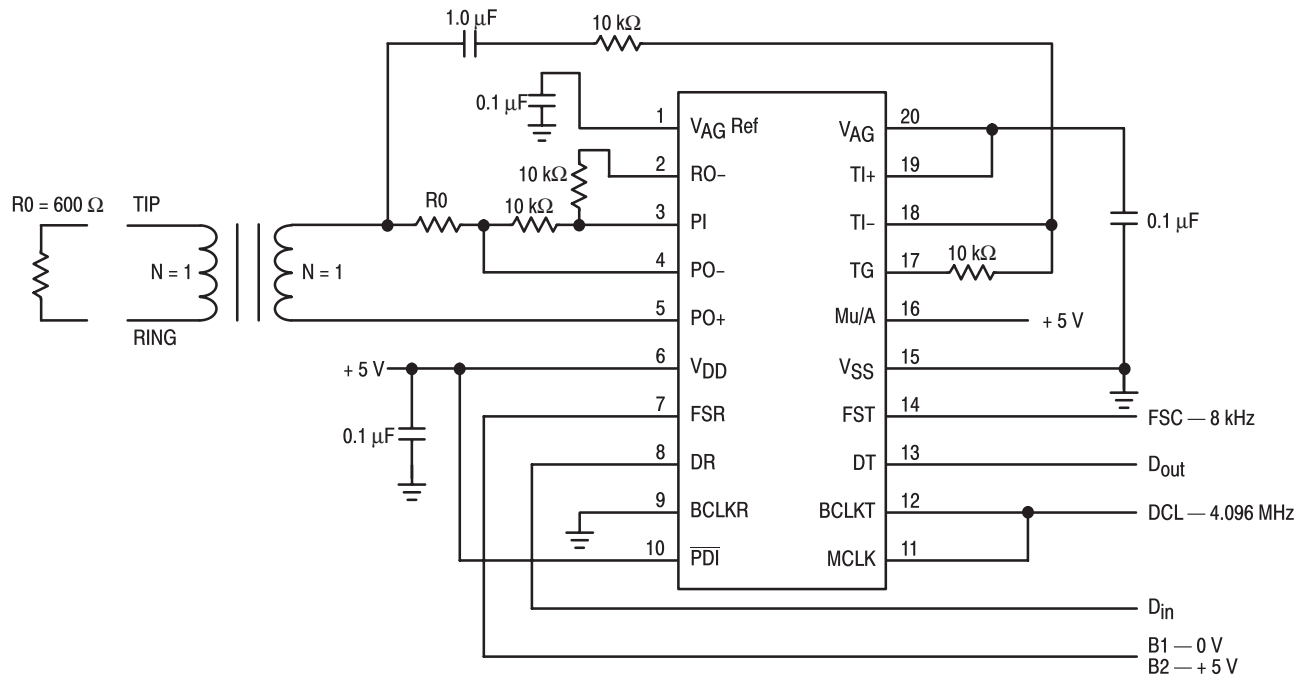 1.0 µF
10 kΩ
0.1 µF
1
VAG Ref
VAG
20
10 kΩ
2
RO–
TI+
19
R0 = 600 Ω
TIP
R0
10 kΩ
3
PI
TI–
18
0.1 µF
N = 1
N = 1
4
PO–
TG
17
10 kΩ
RING
5
PO+
Mu/A
16
+ 5 V
+ 5 V
6
VDD
VSS
15
7
FSR
FST
14
FSC — 8 kHz
0.1 µF
8
DR
DT
13
Dout
9
BCLKR
BCLKT
12
DCL — 4.096 MHz
10
PDI
MCLK
11
Din
B1 — 0 V
B2 — + 5 V